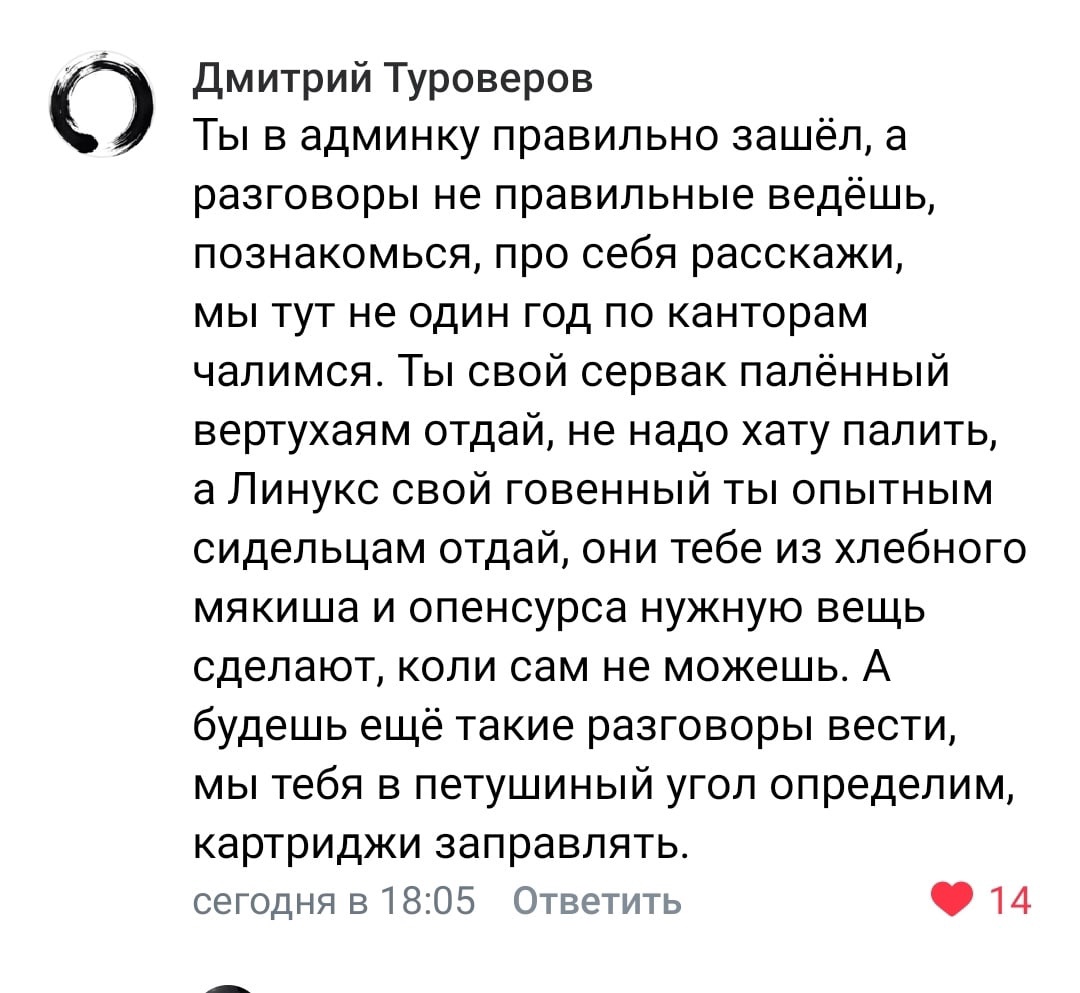 Дмитрий Туроверов
Ты в админку правильно зашёл, а
разговоры не правильные ведёшь,
познакомься, про себя расскажи,
мы тут не один год по канторам
чалимся. Ты свой сервак палённый
вертухаям отдай, не надо хату палить,
а Линукс свой говенный ты опытным
сидельцам отдай, они тебе из хлебного
мякиша и опенсурса нужную вещь
сделают, коли сам не можешь. А
будешь ещё такие разговоры вести,
мы тебя в петушиный угол определим,
картриджи заправлять.
сегодня в 18:05 Ответить 14